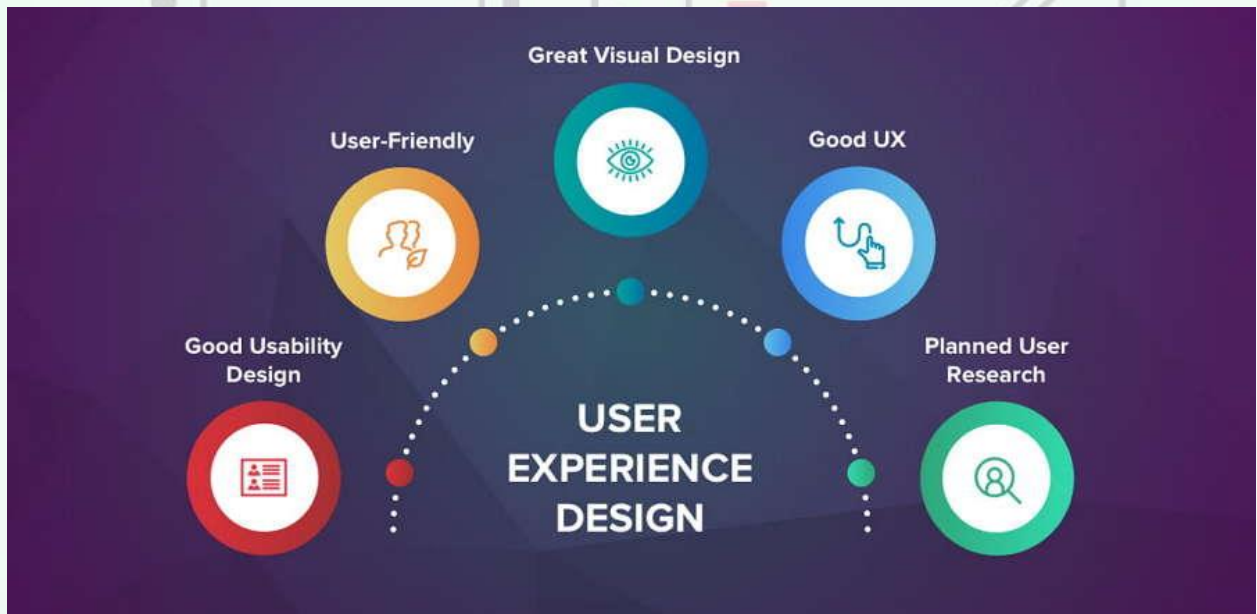 Great Visual Design
User-Friendly
Good UX
Good Usability
Design
Planned User
Research
USER
EXPERIENCE
DESIGN